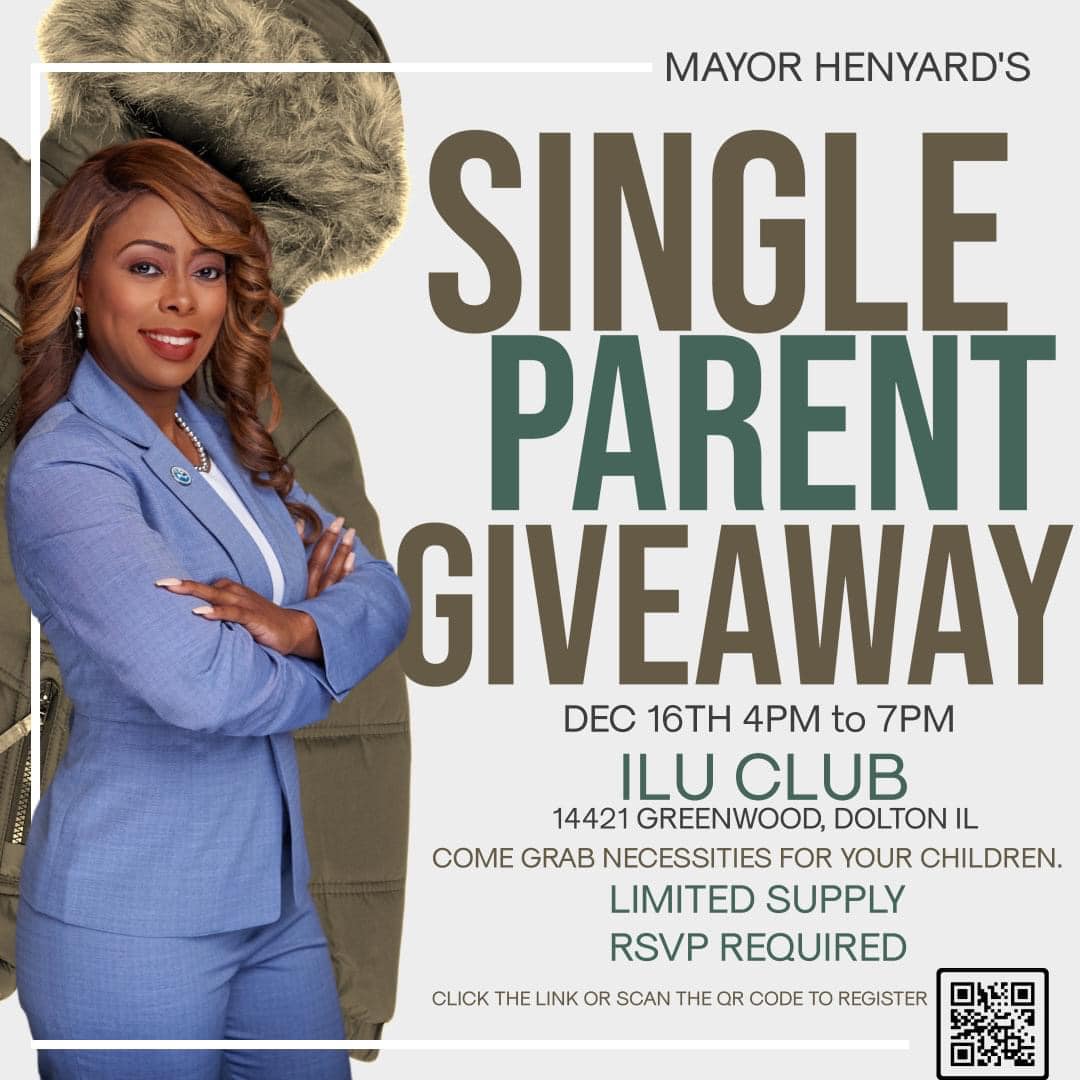 MAYOR HENYARD'S
SINGLE
PARENT
GIVEAWAY
DEC 16TH 4PM to 7PM
ILU CLUB
14421 GREENWOOD, DOLTON IL
COME GRAB NECESSITIES FOR YOUR CHILDREN.
LIMITED SUPPLY
RSVP REQUIRED
CLICK THE LINK OR SCAN THE QR CODE TO REGISTER